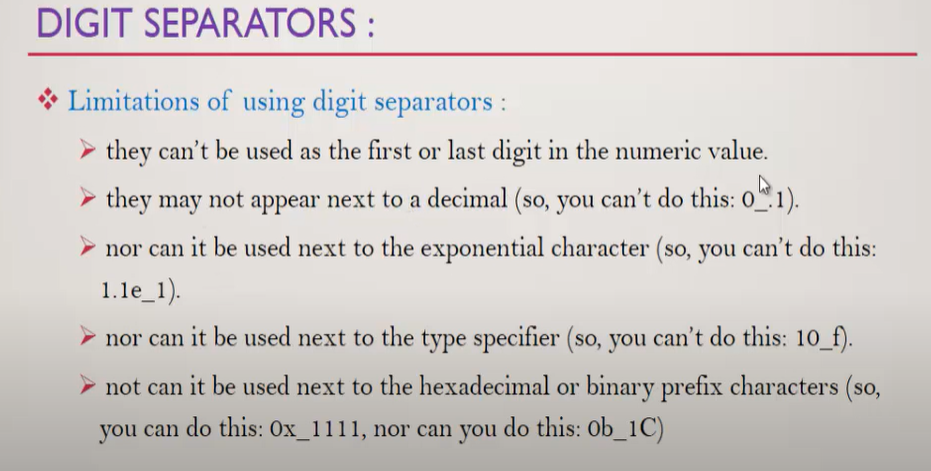 DIGIT SEPARATORS :
Limitations of using digit separators :
they can't be used as the first or last digit in the numeric value.
they may not appear next to a decimal (so, you can't do this: 0_.1).
nor can it be used next to the exponential character (so, you can't do this:
1.1e_1).
nor can it be used next to the type specifier (so, you can't do this: 10_f).
not can it be used next to the hexadecimal or binary prefix characters (so,
you can do this: 0x_1111, nor can you do this: 0b_1C)